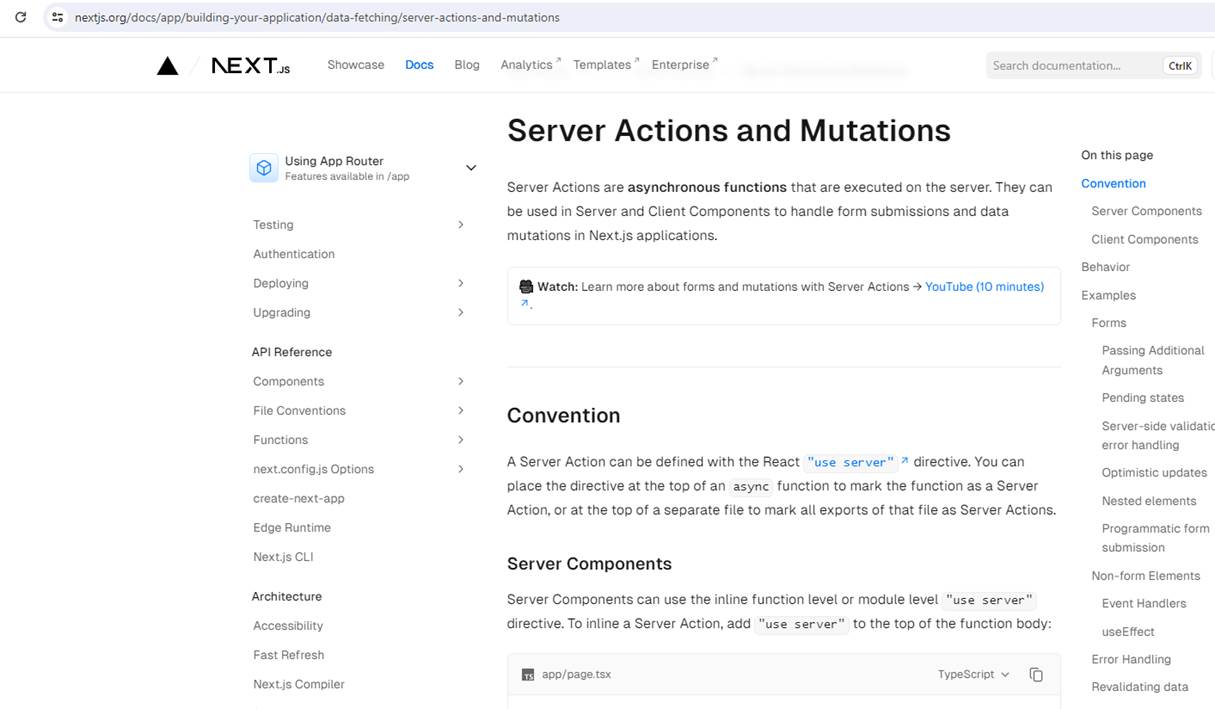 nextjs.org/docs/app/building-your-application/data-fetching/server-actions-and-mutations
NEXT.JS
Showcase
Docs
Blog
Analytics
Templates
Enterprise
Search documentation...
CtrlK
Using App Router
Features available in /app
Testing
Authentication
Deploying
Upgrading
API Reference
Components
File Conventions
Functions
next.config.js Options
create-next-app
Edge Runtime
Next.js CLI
Architecture
Accessibility
Fast Refresh
Next.js Compiler
Server Actions and Mutations
Server Actions are asynchronous functions that are executed on the server. They can
be used in Server and Client Components to handle form submissions and data
mutations in Next.js applications.
Watch: Learn more about forms and mutations with Server Actions → YouTube (10 minutes)
↗.
Convention
A Server Action can be defined with the React "use server" ↗ directive. You can
place the directive at the top of an async function to mark the function as a Server
Action, or at the top of a separate file to mark all exports of that file as Server Actions.
Server Components
Server Components can use the inline function level or module level "use server"
directive. To inline a Server Action, add "use server" to the top of the function body:
TS app/page.tsx
TypeScript
On this page
Convention
Server Components
Client Components
Behavior
Examples
Forms
Passing Additional
Arguments
Pending states
Server-side validatio
error handling
Optimistic updates
Nested elements
Programmatic form
submission
Non-form Elements
Event Handlers
useEffect
Error Handling
Revalidating data